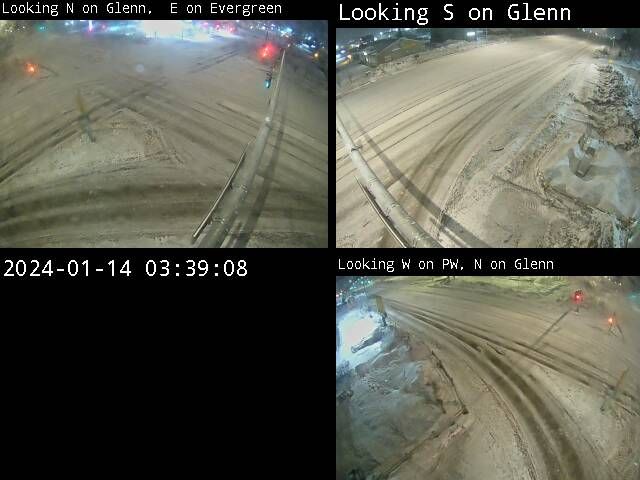 Looking N on Glenn,  E on Evergreen
Looking S on Glenn
2024-01-14 03:39:08
Looking W on PW, N on Glenn